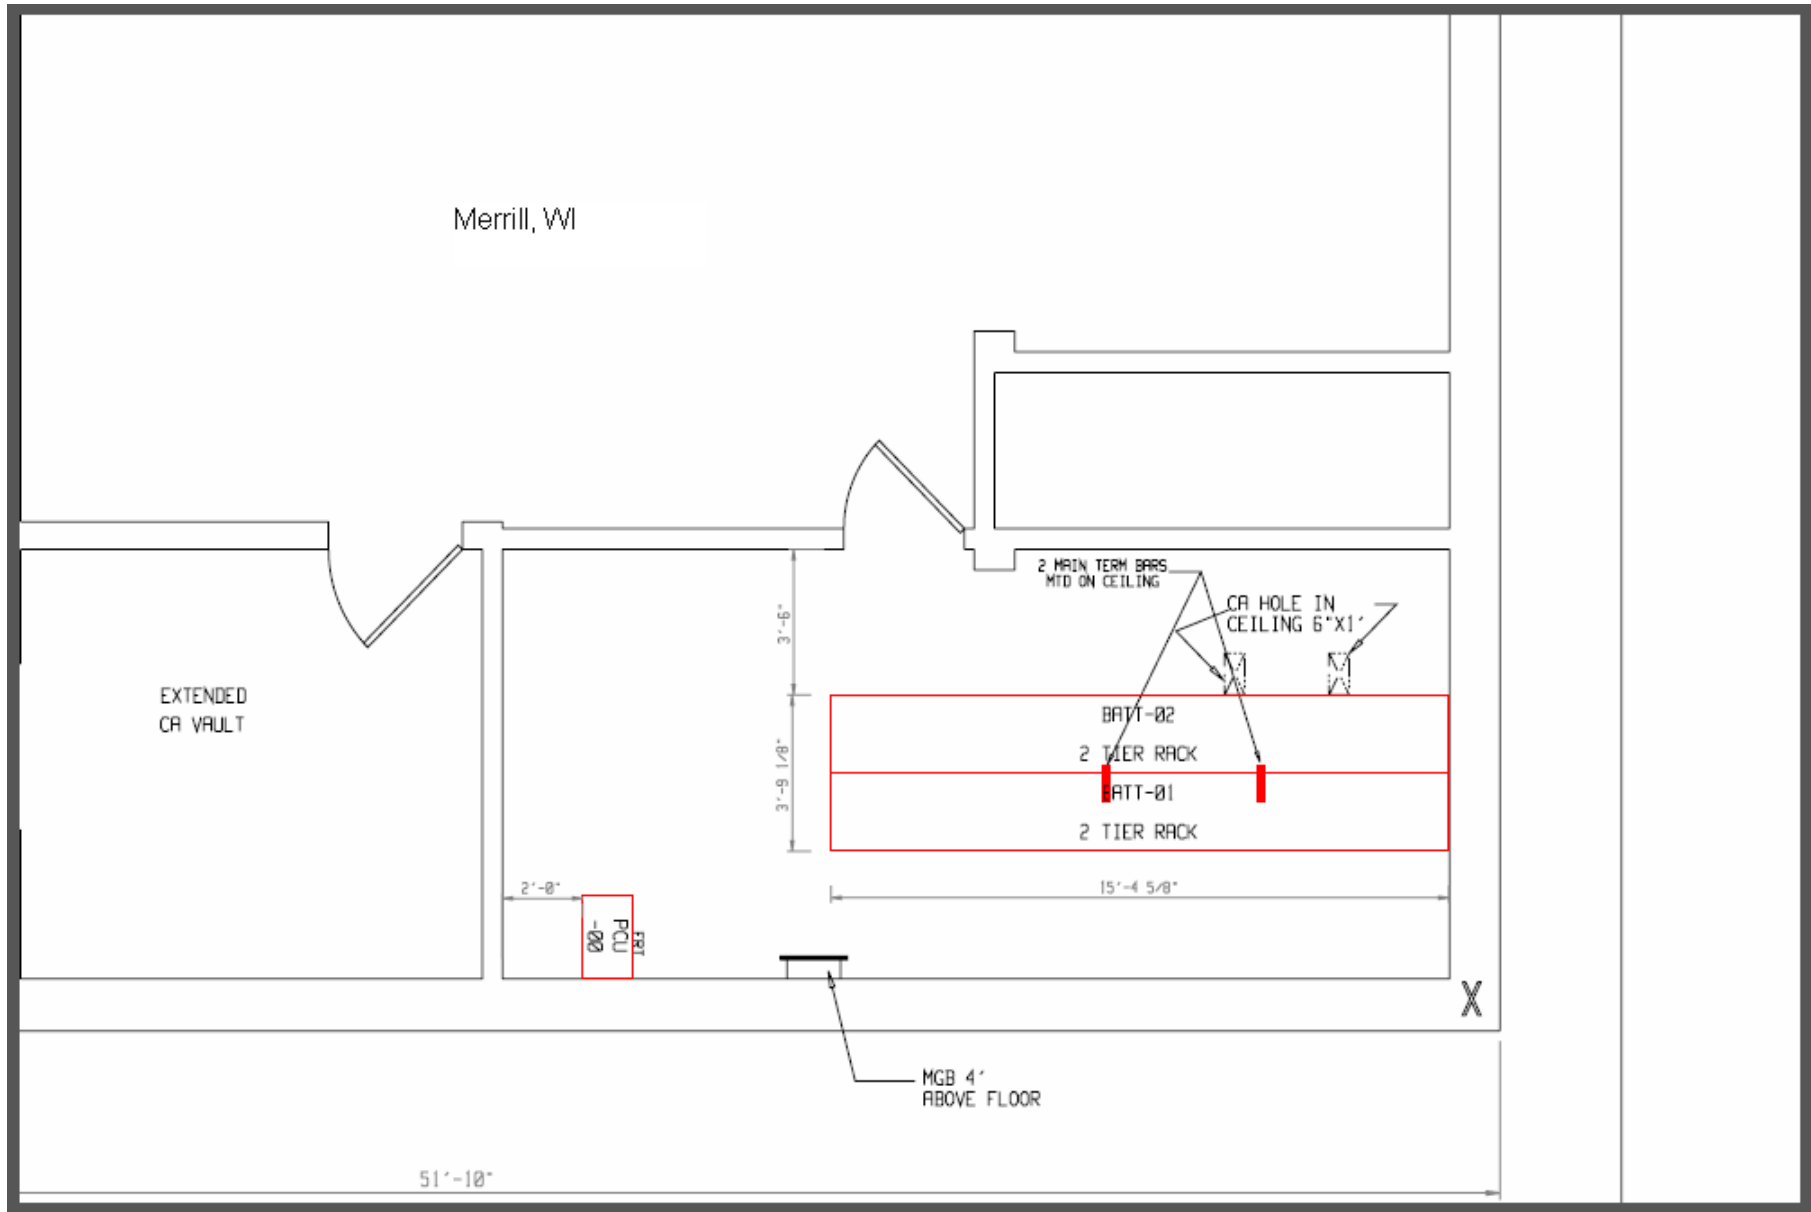 Merrill, WI
2 MAIN TERM BARS
MTD ON CEILING
CA HOLE IN
CEILING 6"X1'
3'-6"
EXTENDED
CA VAULT
BATT-02
2 TIER RACK
3'-9 1/8"
BATT-01
2 TIER RACK
2'-0"
15'-4 5/8"
FRT
PCU
-00
X
MGB 4'
ABOVE FLOOR
51'-10"